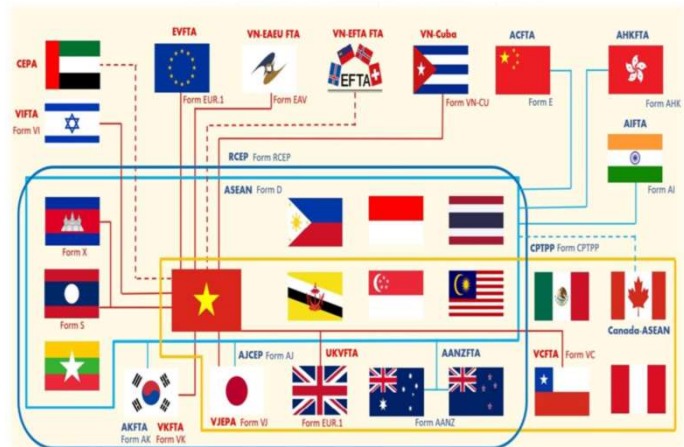 EVFTA
VN-EAEU FTA
VN-EFTA FTA
VN-Cuba
ACFTA
AHKFTA
CEPA
EFTA
Form EUR.1
Form EAV
Form VN-CU
Form E
Form AHK
VIFTA
Form VI
AIFTA
RCEP Form RCEP
Form AI
ASEAN Form D
Form X
CPTPP Form CPTPP
Form S
Canada-ASEAN
AJCEP Form AJ
UKVFTA
AANZFTA
VCFTA Form VC
AKFTA VKFTA
Form AK Form VK
VJEPA Form VJ
Form EUR.1
Form AANZ